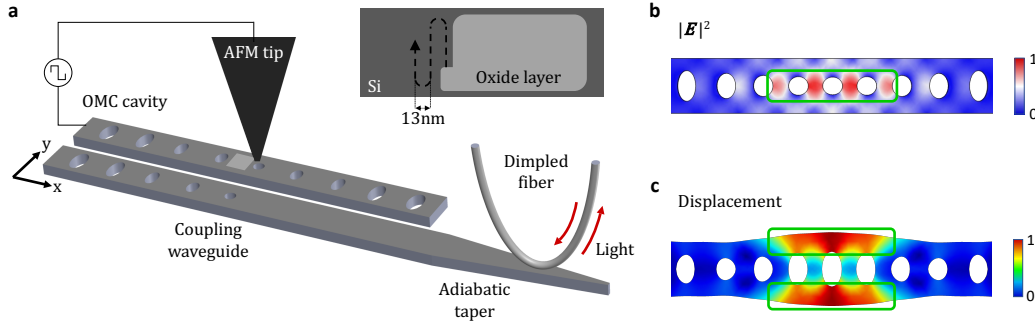 a
AFM tip
OMC cavity
y
x
Si
Oxide layer
13nm
Dimpled
fiber
Light
Coupling
waveguide
Adiabatic
taper
b
|E|²
1
0
c
Displacement
1
0